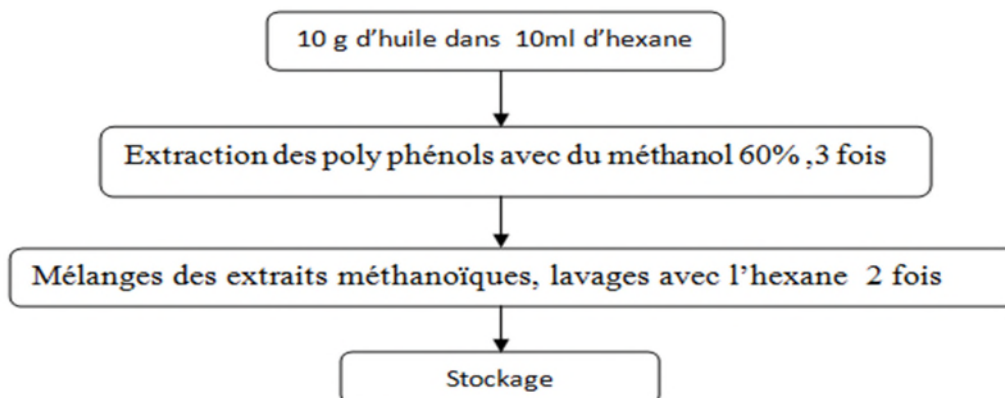 10 g d’huile dans 10ml d’hexane
Extraction des poly phénols avec du méthanol 60% ,3 fois
Mélanges des extraits méthanoïques, lavages avec l’hexane 2 fois
Stockage